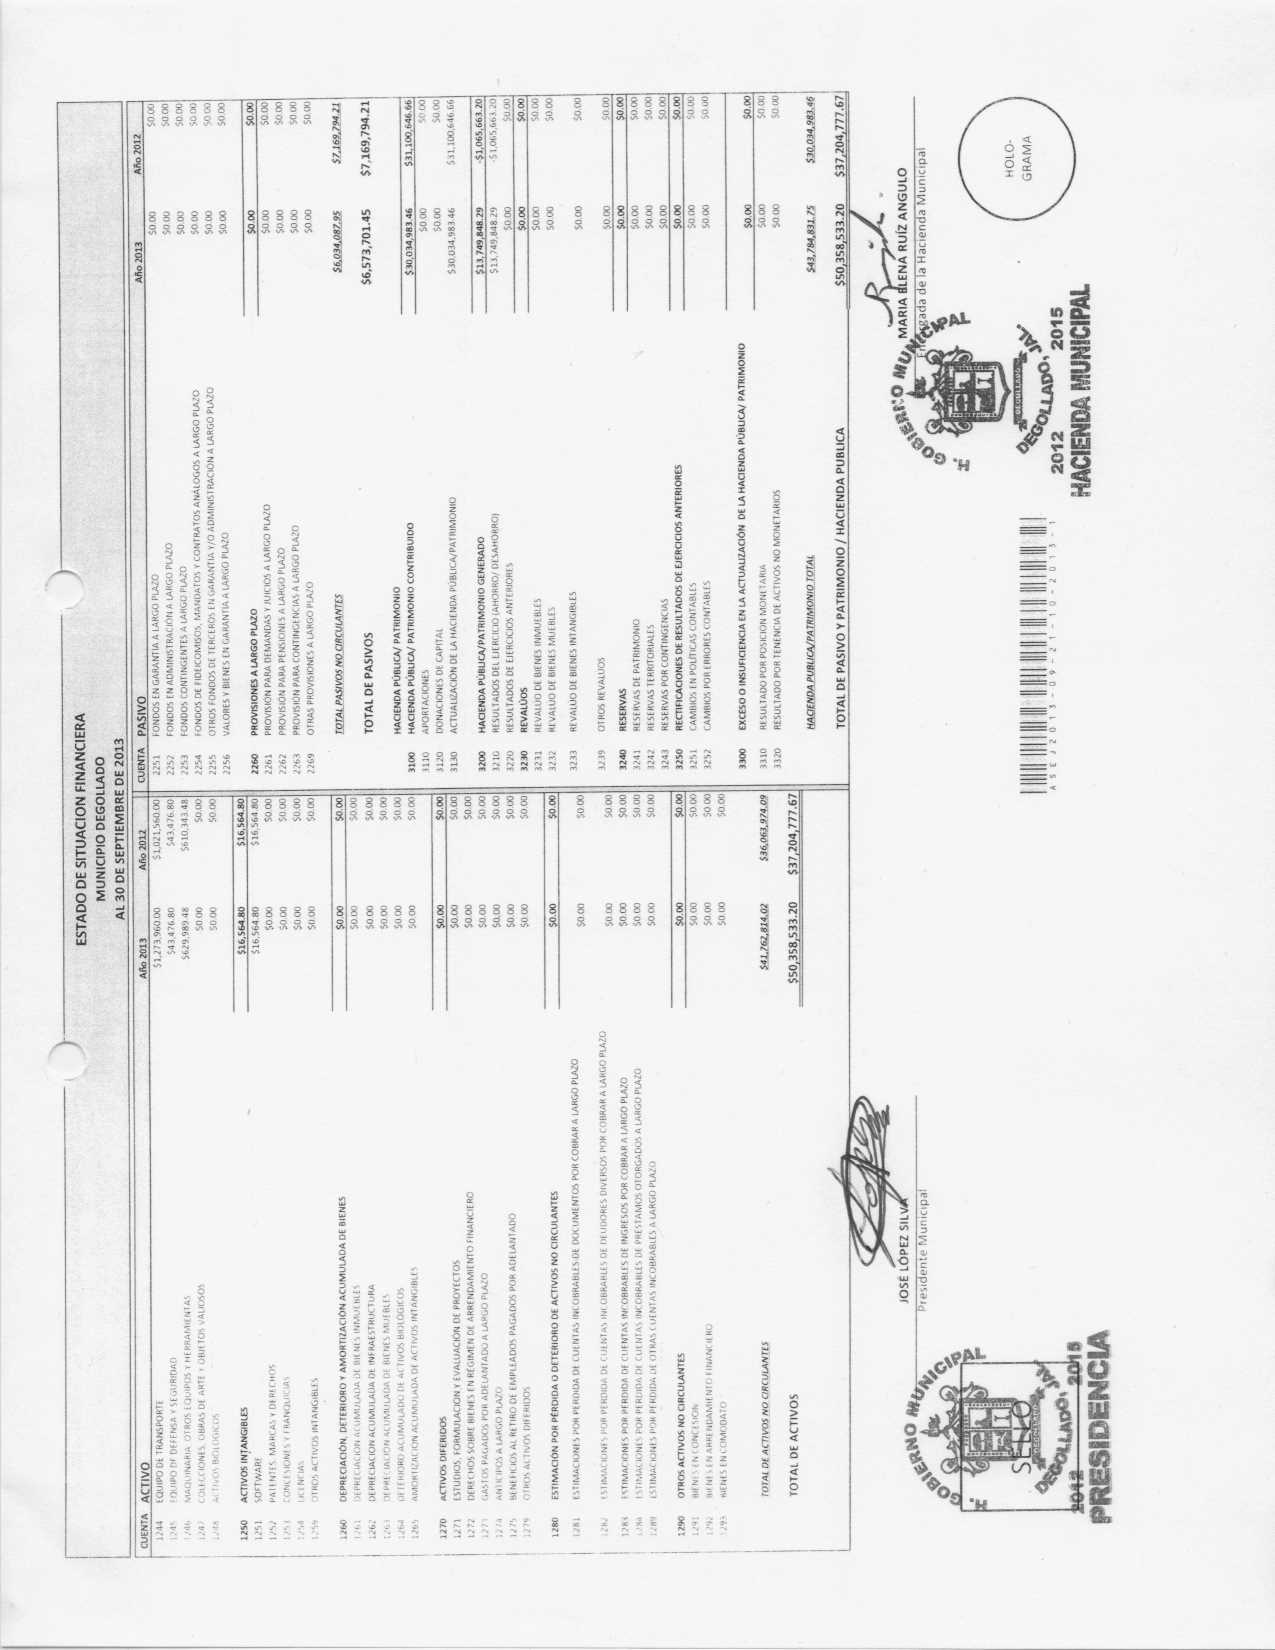 ESTADO DE SITUACION FINANCIERA
MUNICIPIO DEGOLLADO
AL 30 DE SEPTIEMBRE DE 2013
CUENTA ACTIVO Año 2013 Año 2012
1244 EQUIPO DE TRANSPORTE $1,273,960.00 $1,021,560.00
1245 EQUIPO DE DEFENSA Y SEGURIDAD $43,476.80 $43,476.80
1246 MAQUINARIA, OTROS EQUIPOS Y HERRAMIENTAS $629,989.48 $610,343.48
1247 COLECCIONES, OBRAS DE ARTE Y OBJETOS VALIOSOS $0.00 $0.00
1248 ACTIVOS BIOLOGICOS $0.00 $0.00
1250 ACTIVOS INTANGIBLES $16,564.80 $16,564.80
1251 SOFTWARE $16,564.80 $16,564.80
1252 PATENTES, MARCAS Y DERECHOS $0.00 $0.00
1253 CONCESIONES Y FRANQUICIAS $0.00 $0.00
1254 LICENCIAS $0.00 $0.00
1259 OTROS ACTIVOS INTANGIBLES $0.00 $0.00
1260 DEPRECIACIÓN, DETERIORO Y AMORTIZACIÓN ACUMULADA DE BIENES $0.00 $0.00
1261 DEPRECIACIÓN ACUMULADA DE BIENES INMUEBLES $0.00 $0.00
1262 DEPRECIACION ACUMULADA DE INFRAESTRUCTURA $0.00 $0.00
1263 DEPRECIACIÓN ACUMULADA DE BIENES MUEBLES $0.00 $0.00
1264 DETERIORO ACUMULADO DE ACTIVOS BIOLÓGICOS $0.00 $0.00
1265 AMORTIZACION ACUMULADA DE ACTIVOS INTANGIBLES $0.00 $0.00
1270 ACTIVOS DIFERIDOS $0.00 $0.00
1271 ESTUDIOS, FORMULACION Y EVALUACIÓN DE PROYECTOS $0.00 $0.00
1272 DERECHOS SOBRE BIENES EN RÉGIMEN DE ARRENDAMIENTO FINANCIERO $0.00 $0.00
1273 GASTOS PAGADOS POR ADELANTADO A LARGO PLAZO $0.00 $0.00
1274 ANTICIPOS A LARGO PLAZO $0.00 $0.00
1275 BENEFICIOS AL RETIRO DE EMPLEADOS PAGADOS POR ADELANTADO $0.00 $0.00
1279 OTROS ACTIVOS DIFERIDOS $0.00 $0.00
1280 ESTIMACIÓN POR PÉRDIDA O DETERIORO DE ACTIVOS NO CIRCULANTES $0.00 $0.00
1281 ESTIMACIONES POR PERDIDA DE CUENTAS INCOBRABLES DE DOCUMENTOS POR COBRAR A LARGO PLAZO $0.00 $0.00
1282 ESTIMACIONES POR PERDIDA DE CUENTAS INCOBRABLES DE DEUDORES DIVERSOS POR COBRAR A LARGO PLAZO $0.00 $0.00
1283 ESTIMACIONES POR PERDIDA DE CUENTAS INCOBRABLES DE INGRESOS POR COBRAR A LARGO PLAZO $0.00 $0.00
1284 ESTIMACIONES POR PERDIDA DE CUENTAS INCOBRABLES DE PRESTAMOS OTORGADOS A LARGO PLAZO $0.00 $0.00
1289 ESTIMACIONES POR PERDIDA DE OTRAS CUENTAS INCOBRABLES A LARGO PLAZO $0.00 $0.00
1290 OTROS ACTIVOS NO CIRCULANTES $0.00 $0.00
1291 BIENES EN CONCESION $0.00 $0.00
1292 BIENES EN ARRENDAMIENTO FINANCIERO $0.00 $0.00
1293 BIENES EN COMODATO $0.00 $0.00
TOTAL DE ACTIVOS NO CIRCULANTES $41,762,814.02 $36,063,974.09
TOTAL DE ACTIVOS $50,358,533.20 $37,204,777.67
CUENTA PASIVO Año 2013 Año 2012
2251 FONDOS EN GARANTIA A LARGO PLAZO $0.00 $0.00
2252 FONDOS EN ADMINISTRACIÓN A LARGO PLAZO $0.00 $0.00
2253 FONDOS CONTINGENTES A LARGO PLAZO $0.00 $0.00
2254 FONDOS DE FIDEICOMISOS, MANDATOS Y CONTRATOS ANÁLOGOS A LARGO PLAZO $0.00 $0.00
2255 OTROS FONDOS DE TERCEROS EN GARANTIA Y/O ADMINISTRACIÓN A LARGO PLAZO $0.00 $0.00
2256 VALORES Y BIENES EN GARANTIA A LARGO PLAZO $0.00 $0.00
2260 PROVISIONES A LARGO PLAZO $0.00 $0.00
2261 PROVISIÓN PARA DEMANDAS Y JUICIOS A LARGO PLAZO $0.00 $0.00
2262 PROVISIÓN PARA PENSIONES A LARGO PLAZO $0.00 $0.00
2263 PROVISIÓN PARA CONTINGENCIAS A LARGO PLAZO $0.00 $0.00
2269 OTRAS PROVISIONES A LARGO PLAZO $0.00 $0.00
TOTAL PASIVOS NO CIRCULANTES $6,034,087.95 $7,169,794.21
TOTAL DE PASIVOS $6,573,701.45 $7,169,794.21
HACIENDA PÚBLICA/ PATRIMONIO
3100 HACIENDA PÚBLICA/ PATRIMONIO CONTRIBUIDO $30,034,983.46 $31,100,646.66
3110 APORTACIONES $0.00 $0.00
3120 DONACIONES DE CAPITAL $0.00 $0.00
3130 ACTUALIZACIÓN DE LA HACIENDA PÚBLICA/PATRIMONIO $30,034,983.46 $31,100,646.66
3200 HACIENDA PÚBLICA/PATRIMONIO GENERADO $13,749,848.29 -$1,065,663.20
3210 RESULTADOS DEL EJERCICIO (AHORRO/ DESAHORRO) $13,749,848.29 -$1,065,663.20
3220 RESULTADOS DE EJERCICIOS ANTERIORES $0.00 $0.00
3230 REVALÚOS $0.00 $0.00
3231 REVALUO DE BIENES INMUEBLES $0.00 $0.00
3232 REVALUO DE BIENES MUEBLES $0.00 $0.00
3233 REVALUO DE BIENES INTANGIBLES $0.00 $0.00
3239 OTROS REVALUOS $0.00 $0.00
3240 RESERVAS $0.00 $0.00
3241 RESERVAS DE PATRIMONIO $0.00 $0.00
3242 RESERVAS TERRITORIALES $0.00 $0.00
3243 RESERVAS POR CONTINGENCIAS $0.00 $0.00
3250 RECTIFICACIONES DE RESULTADOS DE EJERCICIOS ANTERIORES $0.00 $0.00
3251 CAMBIOS EN POLÍTICAS CONTABLES $0.00 $0.00
3252 CAMBIOS POR ERRORES CONTABLES $0.00 $0.00
3300 EXCESO O INSUFICIENCIA EN LA ACTUALIZACIÓN DE LA HACIENDA PÚBLICA/ PATRIMONIO $0.00 $0.00
3310 RESULTADO POR POSICION MONETARIA $0.00 $0.00
3320 RESULTADO POR TENENCIA DE ACTIVOS NO MONETARIOS $0.00 $0.00
HACIENDA PUBLICA/PATRIMONIO TOTAL $43,784,831.75 $30,034,983.46
TOTAL DE PASIVO Y PATRIMONIO / HACIENDA PUBLICA $50,358,533.20 $37,204,777.67
JOSÉ LÓPEZ SILVA
Presidente Municipal
H. GOBIERNO MUNICIPAL
SELLO
DEGOLLADO, JAL.
2012 2015
PRESIDENCIA
ASEJ2013-09-21-10-2013-1
MARIA ELENA RUÍZ ANGULO
Encargada de la Hacienda Municipal
H. GOBIERNO MUNICIPAL
DEGOLLADO
DEGOLLADO, JAL.
2012 2015
HACIENDA MUNICIPAL
HOLO-
GRAMA